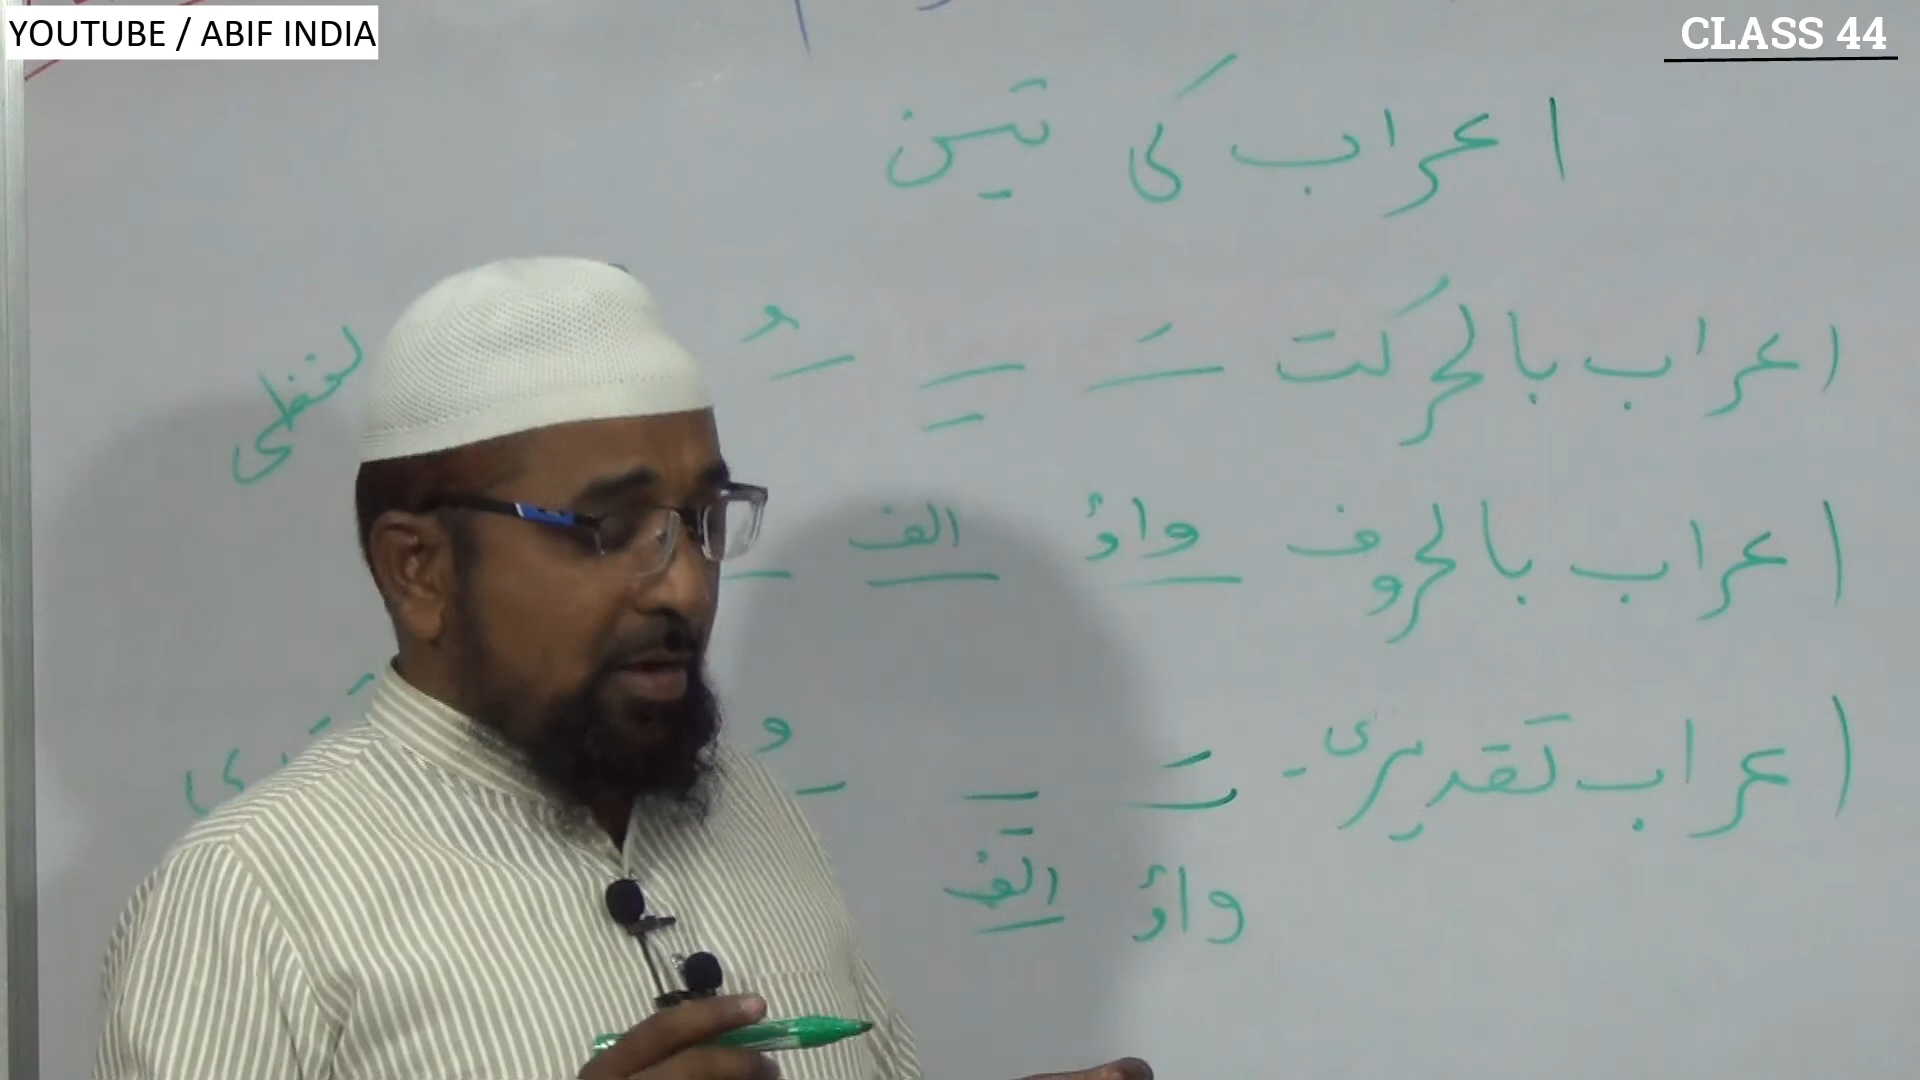 YOUTUBE / ABIF INDIA
CLASS 44
اعراب کی تین
اعراب بالحرکت ـَ ـِ ـُ لفظی
اعراب بالحروف واؤ الف
اعراب تقدیری - ـَ ـِ ـُ
واؤ الف